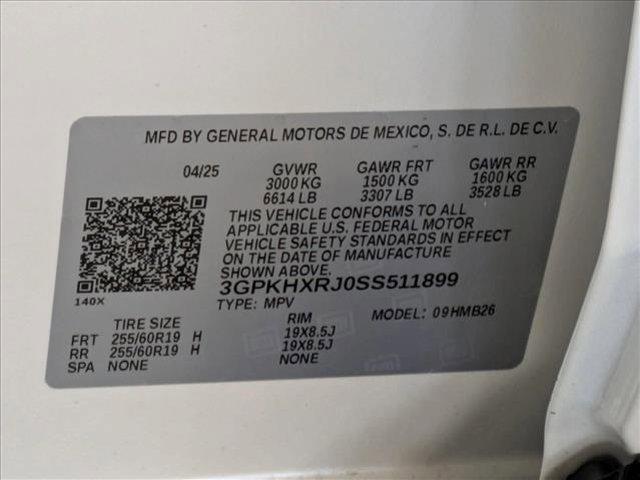 MFD BY GENERAL MOTORS DE MEXICO, S. DE R.L. DE C.V.
04/25 GVWR GAWR FRT GAWR RR
3000 KG 1500 KG 1600 KG
6614 LB 3307 LB 3528 LB
THIS VEHICLE CONFORMS TO ALL
APPLICABLE U.S. FEDERAL MOTOR
VEHICLE SAFETY STANDARDS IN EFFECT
ON THE DATE OF MANUFACTURE
SHOWN ABOVE.
3GPKHXRJ0SS511899
140X
TYPE: MPV MODEL: 09HMB26
TIRE SIZE RIM
FRT 255/60R19 H 19X8.5J
RR 255/60R19 H 19X8.5J
SPA NONE NONE